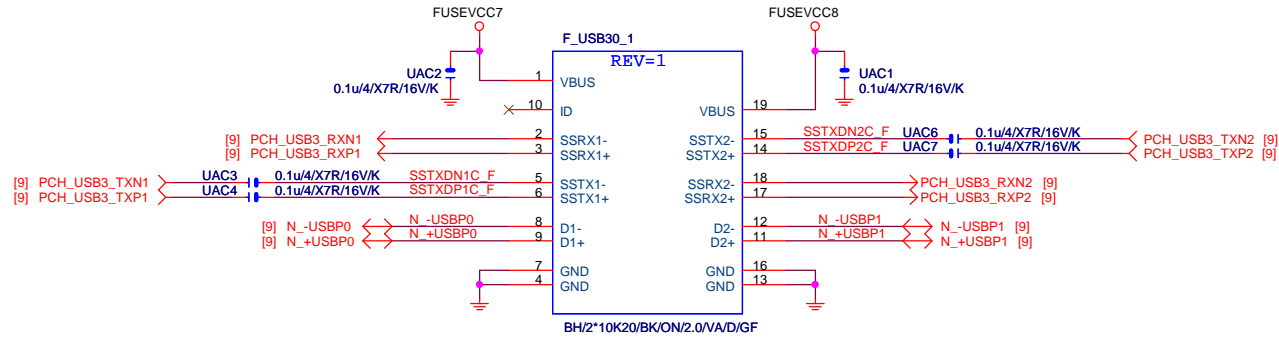 FUSEVCC7 FUSEVCC8
F_USB30_1
REV=1
UAC2
0.1u/4/X7R/16V/K
UAC1
0.1u/4/X7R/16V/K
1 VBUS
10 ID
VBUS 19
[9] PCH_USB3_RXN1 2 SSRX1-
[9] PCH_USB3_RXP1 3 SSRX1+
SSTX2- 15 SSTXDN2C_F UAC6 0.1u/4/X7R/16V/K PCH_USB3_TXN2 [9]
SSTX2+ 14 SSTXDP2C_F UAC7 0.1u/4/X7R/16V/K PCH_USB3_TXP2 [9]
[9] PCH_USB3_TXN1 UAC3 0.1u/4/X7R/16V/K SSTXDN1C_F 5 SSTX1-
[9] PCH_USB3_TXP1 UAC4 0.1u/4/X7R/16V/K SSTXDP1C_F 6 SSTX1+
SSRX2- 18 PCH_USB3_RXN2 [9]
SSRX2+ 17 PCH_USB3_RXP2 [9]
[9] N_-USBP0 N_-USBP0 8 D1-
[9] N_+USBP0 N_+USBP0 9 D1+
D2- 12 N_-USBP1 N_-USBP1 [9]
D2+ 11 N_+USBP1 N_+USBP1 [9]
7 GND GND 16
4 GND GND 13
BH/2*10K20/BK/ON/2.0/VA/D/GF